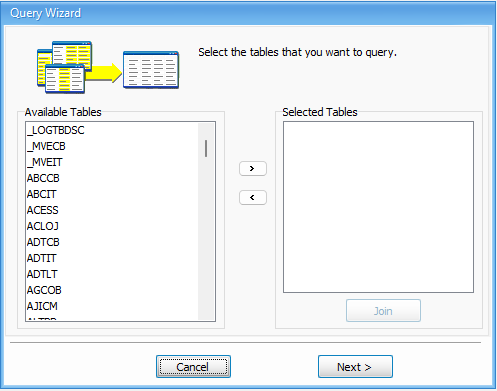 Query Wizard
Select the tables that you want to query.
Available Tables
_LOGTBDSC
_MVECB
_MVEIT
ABCCB
ABCIT
ACESS
ACLOJ
ADTCB
ADTIT
ADTLT
AGCOB
AJICM
>
<
Selected Tables
Join
Cancel
Next >